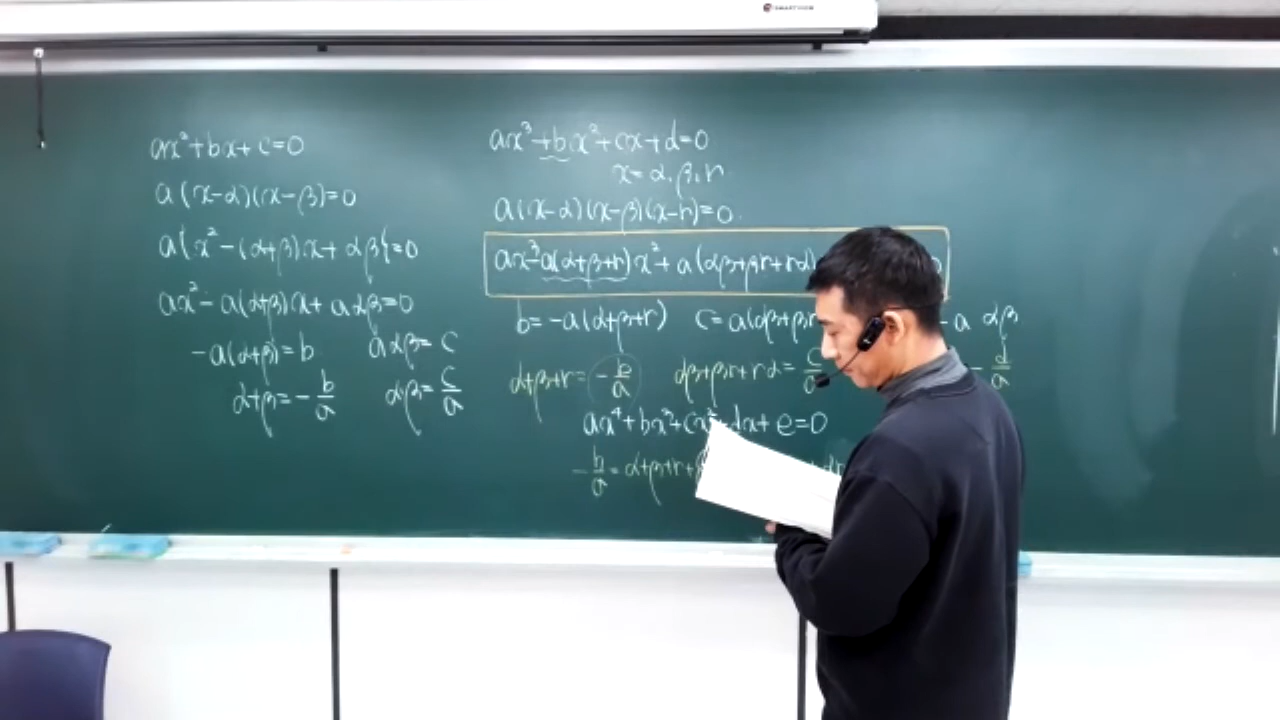 ax²+bx+c=0
a(x-α)(x-β)=0
a{x²-(α+β)x+αβ}=0
ax²-a(α+β)x+aαβ=0
-a(α+β)=b aαβ=c
α+β=-b/a αβ=c/a
ax³+bx²+cx+d=0
x=α,β,r
a(x-α)(x-β)(x-r)=0
ax³-a(α+β+r)x²+a(αβ+βr+rα)
b=-a(α+β+r) c=a(αβ+βr -a αβ
α+β+r=-b/a αβ+βr+rα=c/a -d/a
ax⁴+bx³+cx²+dx+e=0
-b/a=α+β+r+